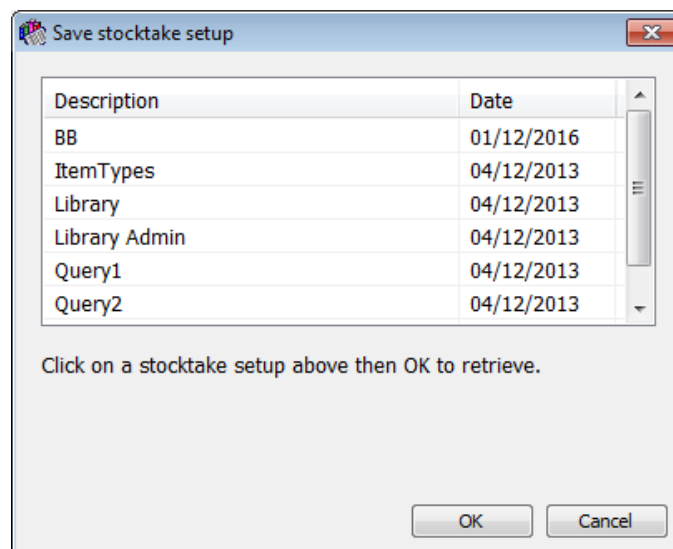 Save stocktake setup
Description Date
BB 01/12/2016
ItemTypes 04/12/2013
Library 04/12/2013
Library Admin 04/12/2013
Query1 04/12/2013
Query2 04/12/2013
Click on a stocktake setup above then OK to retrieve.
OK Cancel